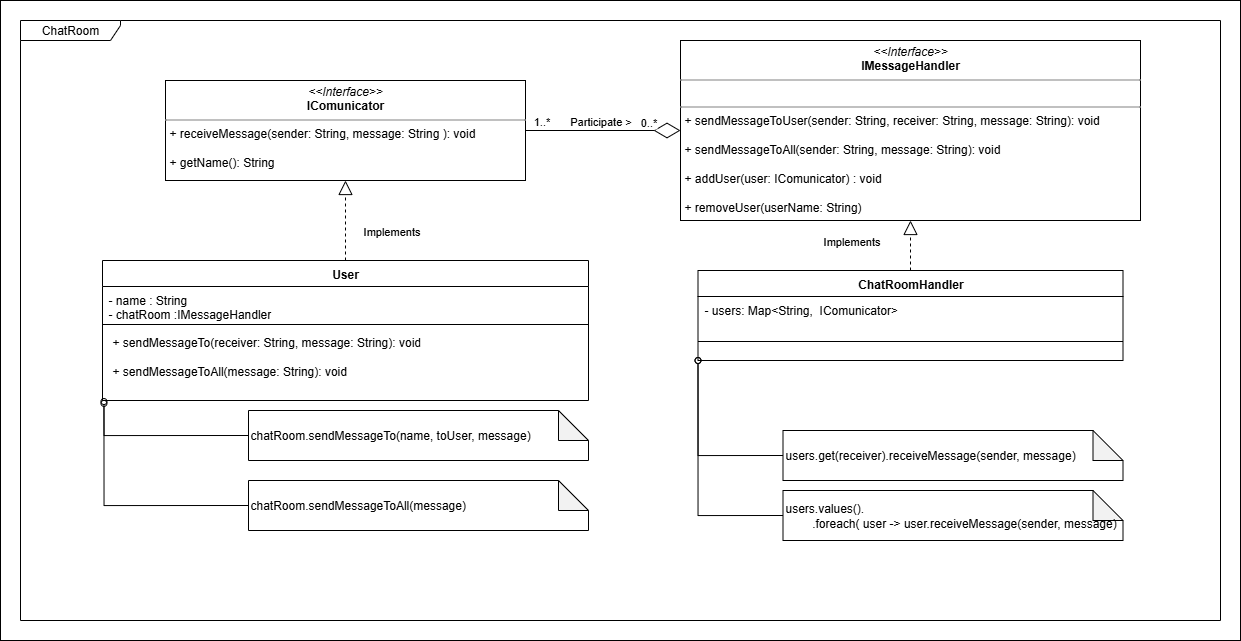 ChatRoom
<<Interface>>
IComunicator
+ receiveMessage(sender: String, message: String ): void
+ getName(): String
1..*
Participate >
0..*
<<Interface>>
IMessageHandler
+ sendMessageToUser(sender: String, receiver: String, message: String): void
+ sendMessageToAll(sender: String, message: String): void
+ addUser(user: IComunicator) : void
+ removeUser(userName: String)
Implements
Implements
User
- name : String
- chatRoom :IMessageHandler
+ sendMessageTo(receiver: String, message: String): void
+ sendMessageToAll(message: String): void
ChatRoomHandler
- users: Map<String,  IComunicator>
chatRoom.sendMessageTo(name, toUser, message)
chatRoom.sendMessageToAll(message)
users.get(receiver).receiveMessage(sender, message)
users.values().
.foreach( user -> user.receiveMessage(sender, message)